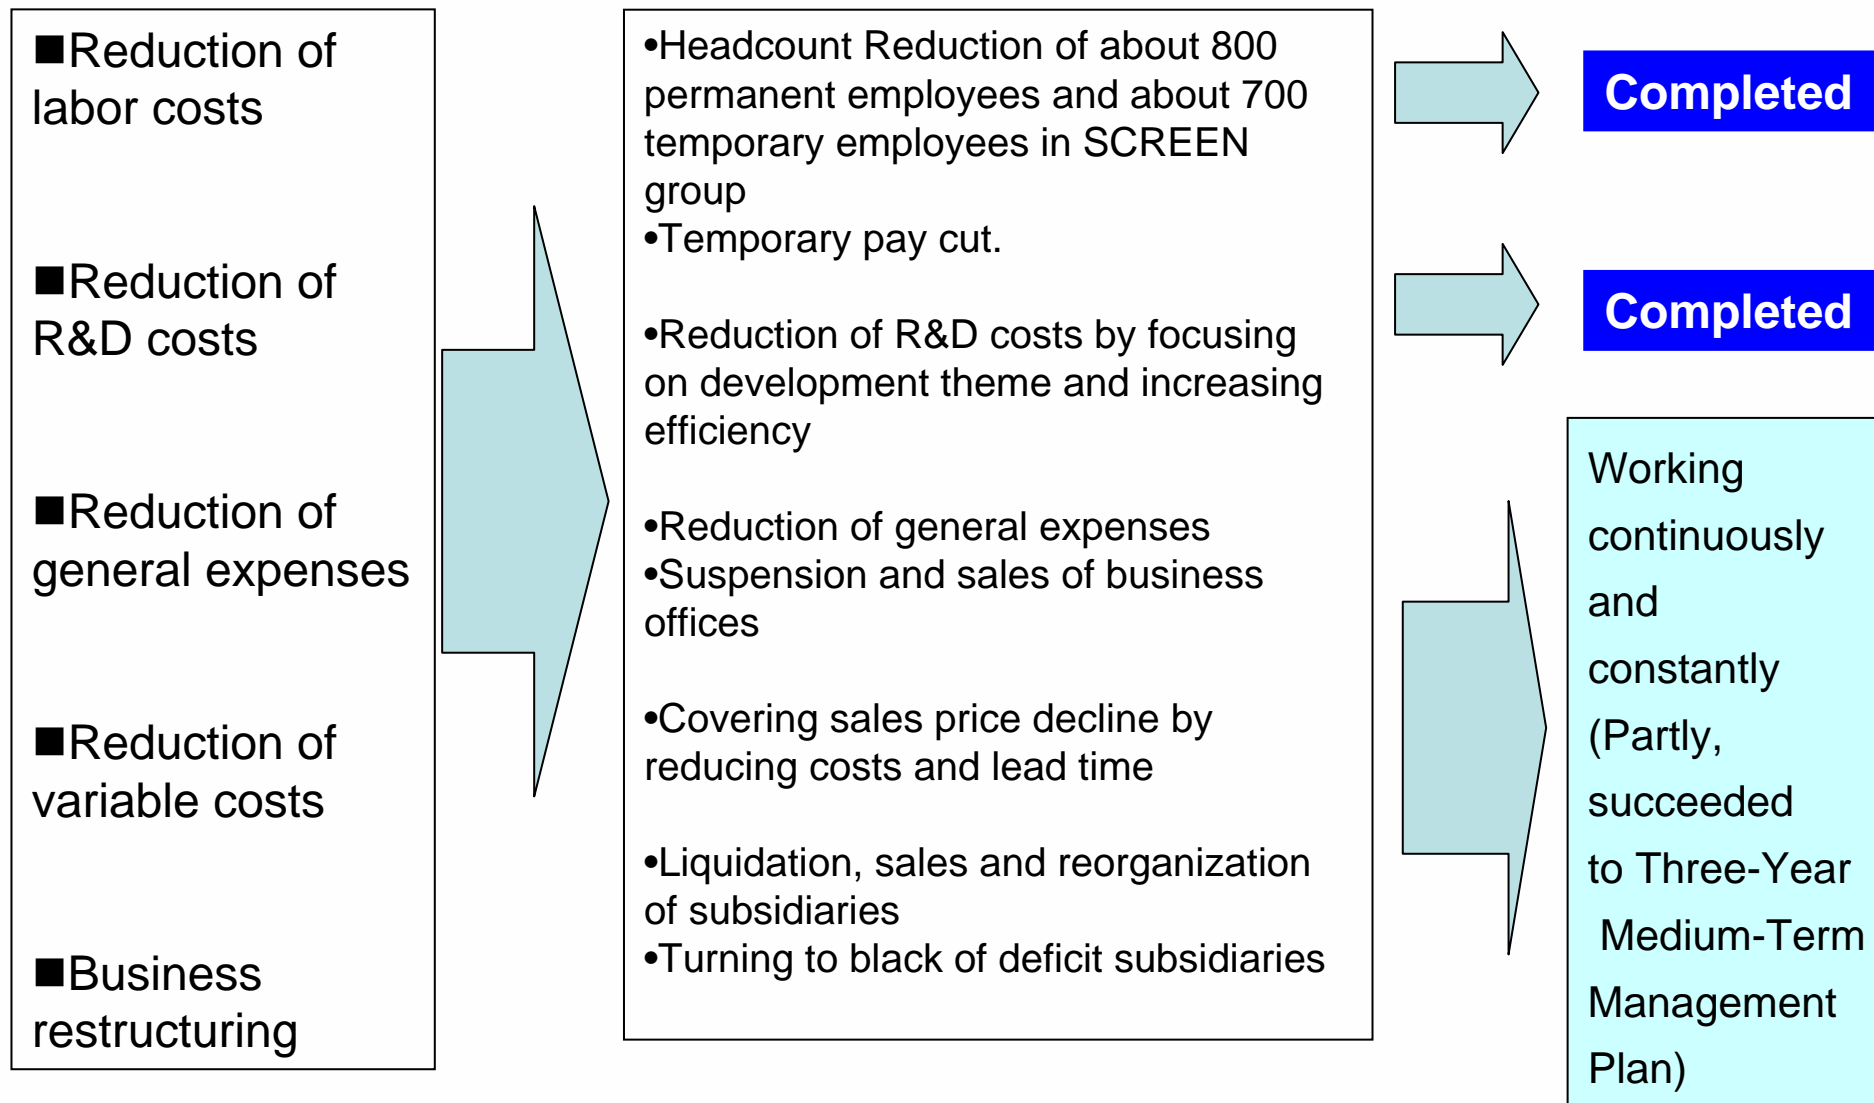 ■Reduction of
labor costs
■Reduction of
R&D costs
■Reduction of
general expenses
■Reduction of
variable costs
■Business
restructuring
•Headcount Reduction of about 800
permanent employees and about 700
temporary employees in SCREEN
group
•Temporary pay cut.
•Reduction of R&D costs by focusing
on development theme and increasing
efficiency
•Reduction of general expenses
•Suspension and sales of business
offices
•Covering sales price decline by
reducing costs and lead time
•Liquidation, sales and reorganization
of subsidiaries
•Turning to black of deficit subsidiaries
Completed
Completed
Working
continuously
and
constantly
(Partly,
succeeded
to Three-Year
Medium-Term
Management
Plan)